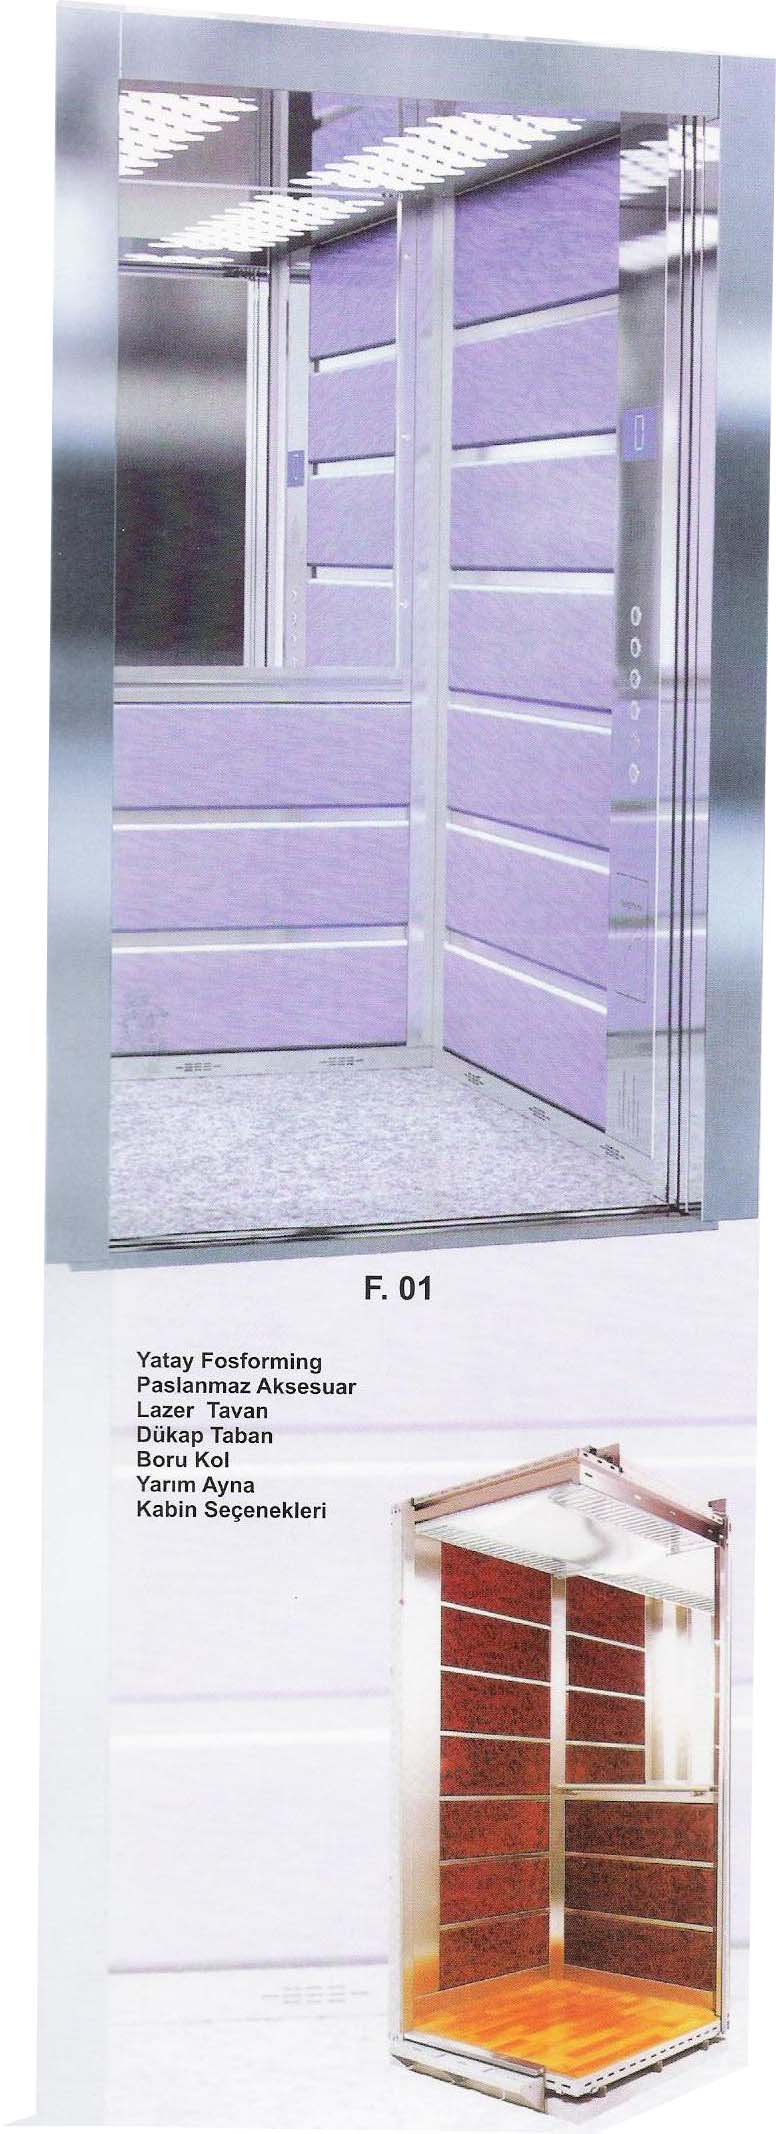 F. 01
Yatay Fosforming
Paslanmaz Aksesuar
Lazer Tavan
Dükap Taban
Boru Kol
Yarım Ayna
Kabin Seçenekleri